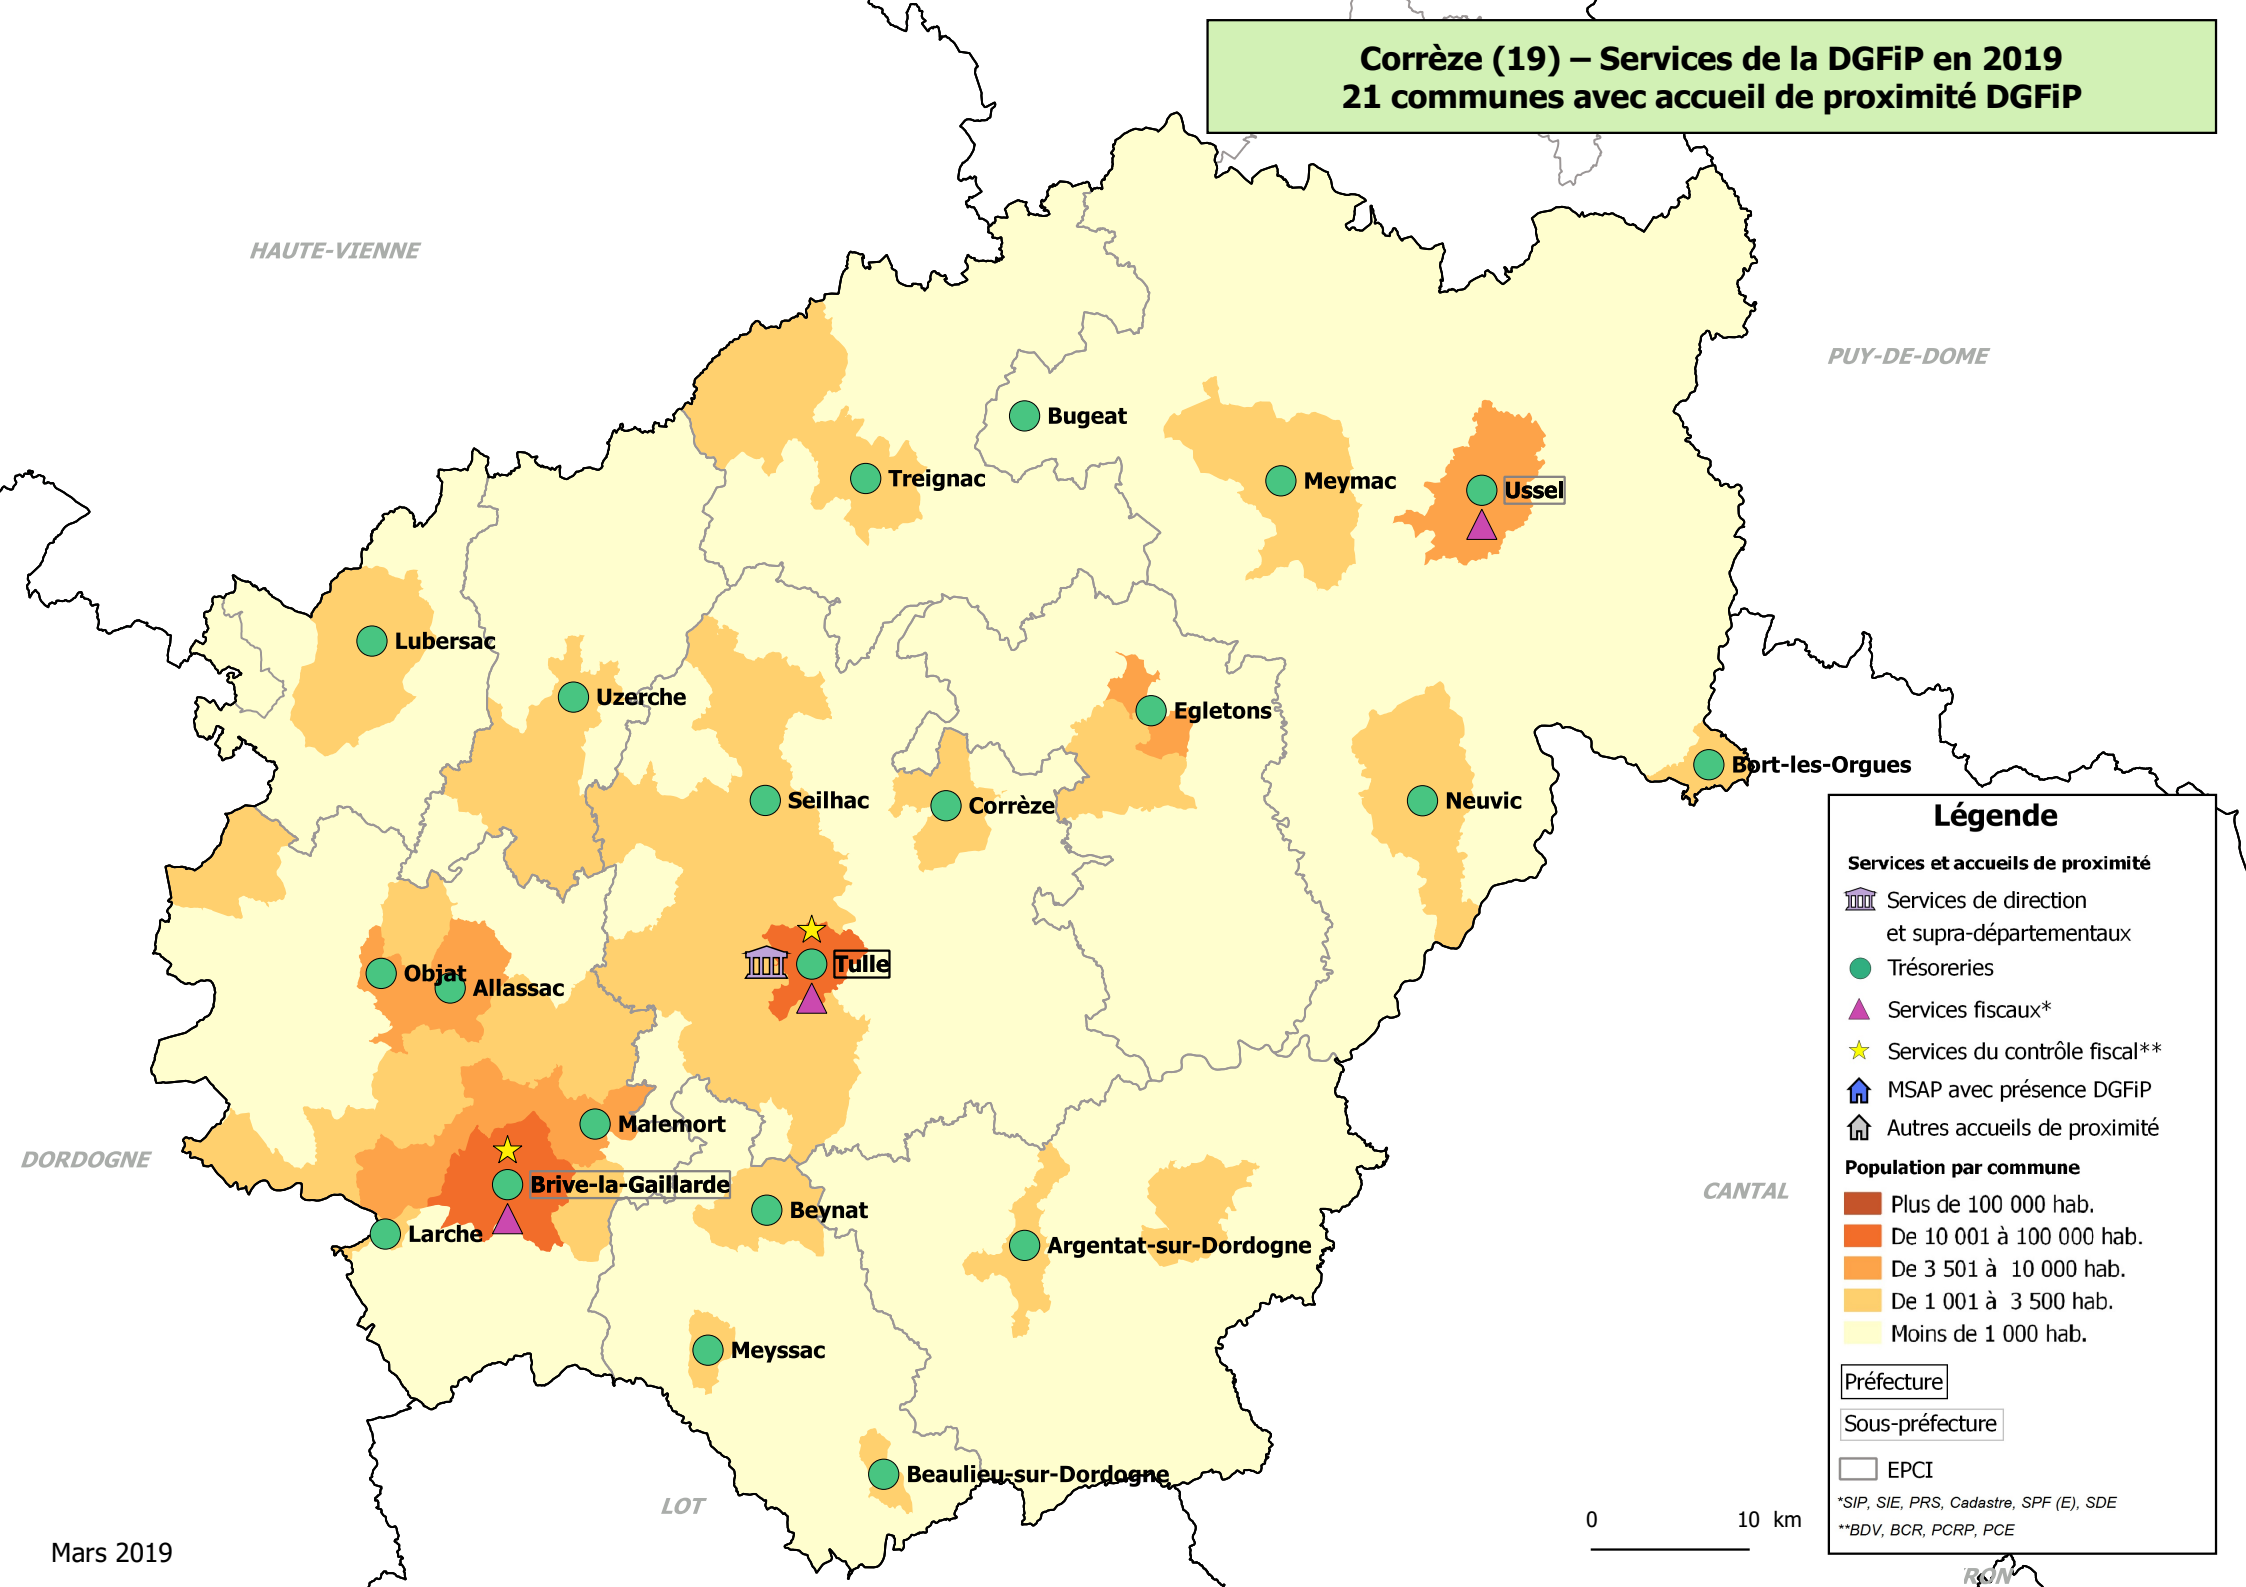 Corrèze (19) – Services de la DGFiP en 2019
21 communes avec accueil de proximité DGFiP
HAUTE-VIENNE
PUY-DE-DOME
Bugeat
Treignac
Meymac
Ussel
Lubersac
Uzerche
Egletons
Bort-les-Orgues
Seilhac
Corrèze
Neuvic
Tulle
Objat
Allassac
Malemort
DORDOGNE
Brive-la-Gaillarde
CANTAL
Beynat
Larche
Argentat-sur-Dordogne
Meyssac
Beaulieu-sur-Dordogne
LOT
Mars 2019
0 10 km
Légende
Services et accueils de proximité
Services de direction
et supra-départementaux
Trésoreries
Services fiscaux*
Services du contrôle fiscal**
MSAP avec présence DGFiP
Autres accueils de proximité
Population par commune
Plus de 100 000 hab.
De 10 001 à 100 000 hab.
De 3 501 à 10 000 hab.
De 1 001 à 3 500 hab.
Moins de 1 000 hab.
Préfecture
Sous-préfecture
EPCI
*SIP, SIE, PRS, Cadastre, SPF (E), SDE
**BDV, BCR, PCRP, PCE
RON